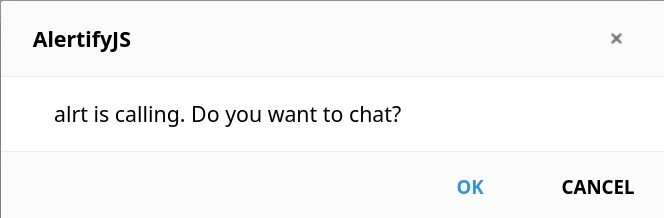 AlertifyJS
×
alrt is calling. Do you want to chat?
OK CANCEL